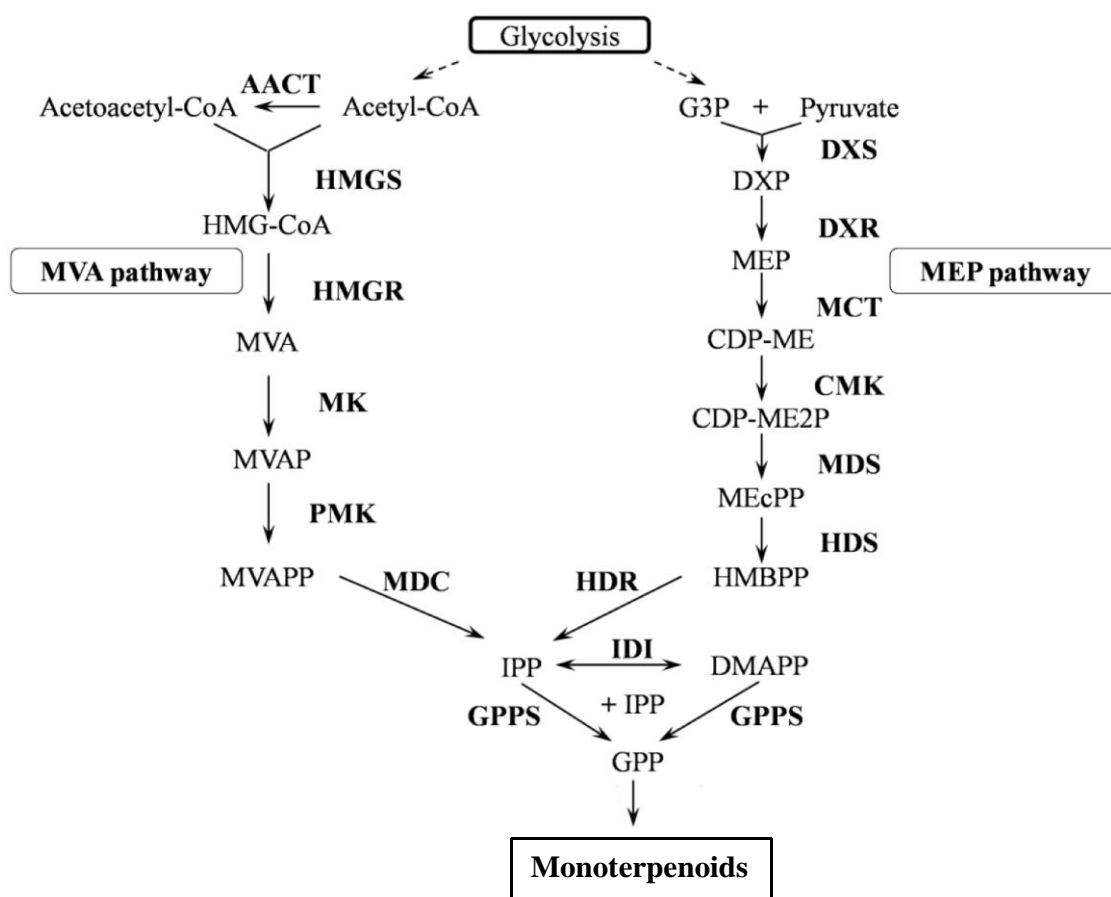 Glycolysis
AACT
Acetoacetyl-CoA
Acetyl-CoA
G3P + Pyruvate
DXS
HMGS
DXP
HMG-CoA
DXR
MVA pathway
MEP
MEP pathway
HMGR
MCT
MVA
CDP-ME
MK
CMK
CDP-ME2P
MVAP
MDS
MEcPP
PMK
HDS
MVAPP
MDC
HDR
HMBPP
IDI
IPP
DMAPP
+ IPP
GPPS
GPPS
GPP
Monoterpenoids